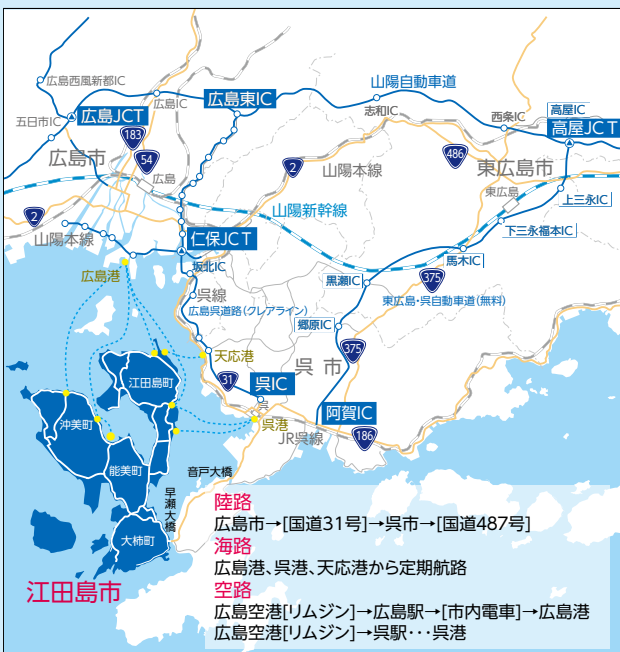 広島西風新都IC
広島IC
広島東IC
山陽自動車道
志和IC
西条IC
高屋IC
高屋JCT
五日市IC
広島JCT
183
広島市
54
広島
2
山陽本線
486
東広島市
東広島
上三永IC
2
山陽本線
山陽新幹線
仁保JCT
下三永福本IC
馬木IC
坂北IC
広島港
黒瀬IC
375
呉線
広島呉道路(クレアライン)
東広島・呉自動車道(無料)
郷原IC
375
天応港
呉市
31
呉IC
呉
阿賀IC
呉港
186
JR呉線
江田島町
沖美町
能美町
音戸大橋
早瀬大橋
大柿町
江田島市
陸路
広島市→[国道31号]→呉市→[国道487号]
海路
広島港、呉港、天応港から定期航路
空路
広島空港[リムジン]→広島駅→[市内電車]→広島港
広島空港[リムジン]→呉駅･･･呉港